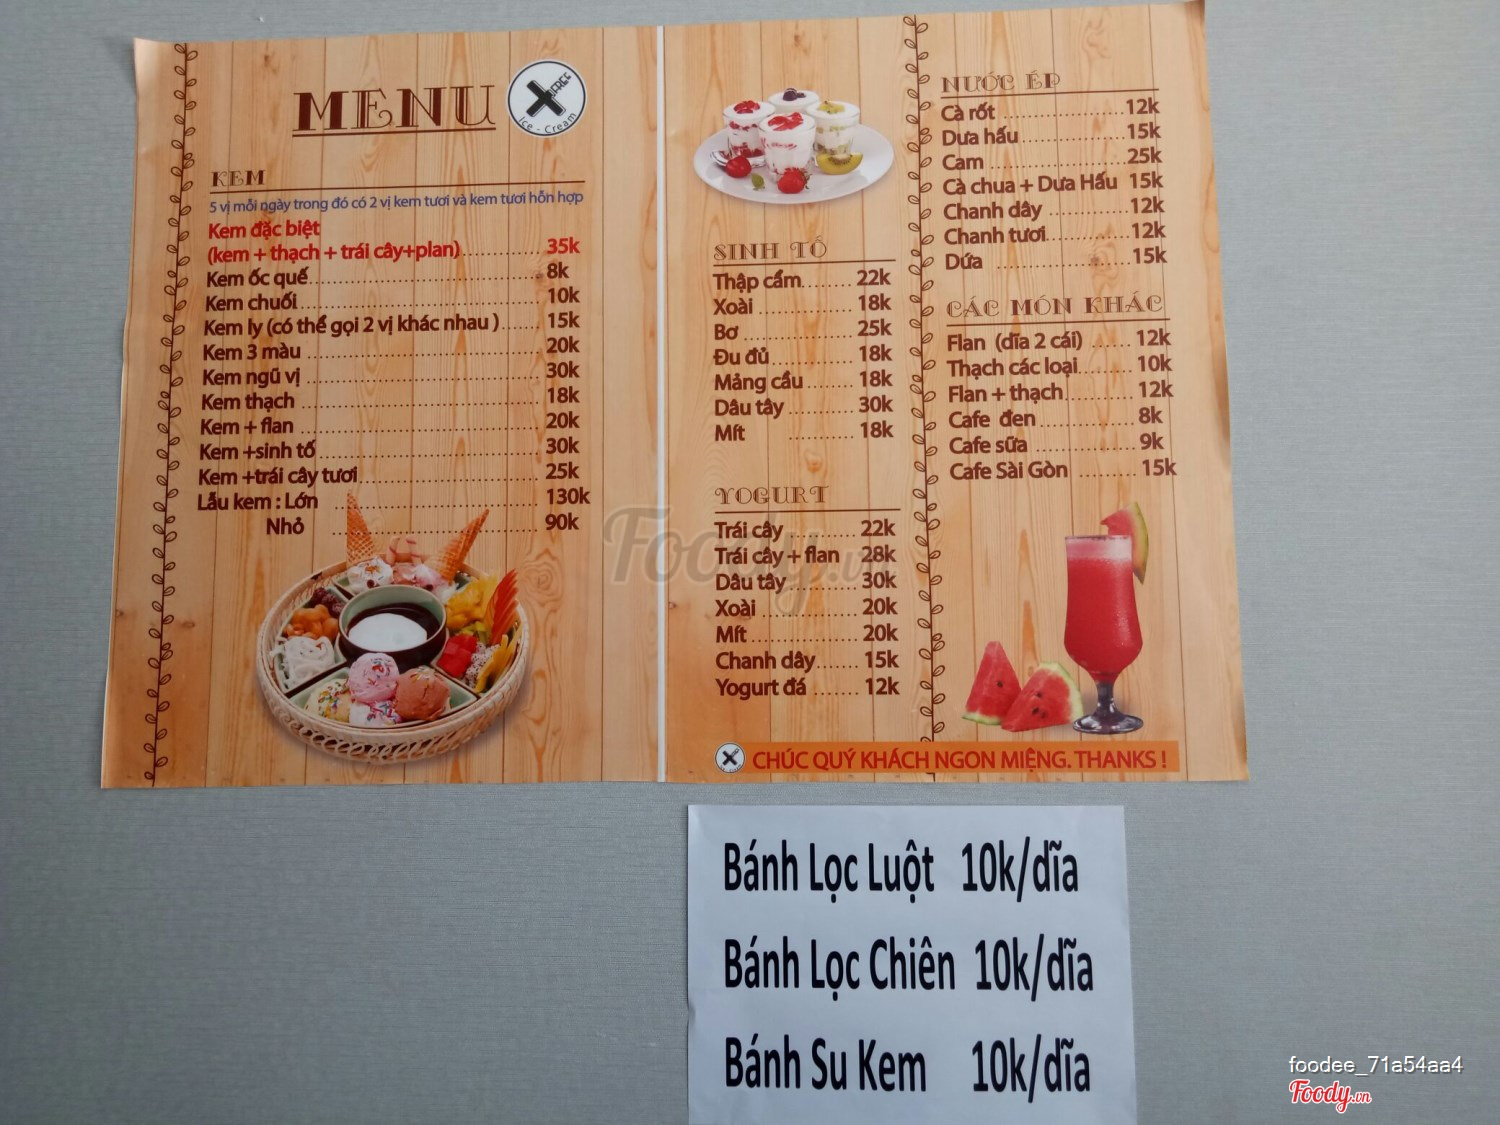 MENU
XFREE
Ice - Cream
KEM
5 vị mỗi ngày trong đó có 2 vị kem tươi và kem tươi hỗn hợp
Kem đặc biệt
(kem + thạch + trái cây+plan) 35k
Kem ốc quế 8k
Kem chuối 10k
Kem ly (có thể gọi 2 vị khác nhau ) 15k
Kem 3 màu 20k
Kem ngũ vị 30k
Kem thạch 18k
Kem + flan 20k
Kem +sinh tố 30k
Kem +trái cây tươi 25k
Lẩu kem : Lớn 130k
Nhỏ 90k
SINH TỐ
Thập cẩm 22k
Xoài 18k
Bơ 25k
Đu đủ 18k
Mảng cầu 18k
Dâu tây 30k
Mít 18k
YOGURT
Trái cây 22k
Trái cây + flan 28k
Dâu tây 30k
Xoài 20k
Mít 20k
Chanh dây 15k
Yogurt đá 12k
NƯỚC ÉP
Cà rốt 12k
Dưa hấu 15k
Cam 25k
Cà chua + Dưa Hấu 15k
Chanh dây 12k
Chanh tươi 12k
Dứa 15k
CÁC MÓN KHÁC
Flan (dĩa 2 cái) 12k
Thạch các loại 10k
Flan + thạch 12k
Cafe đen 8k
Cafe sữa 9k
Cafe Sài Gòn 15k
CHÚC QUÝ KHÁCH NGON MIỆNG. THANKS !
Bánh Lọc Luột 10k/dĩa
Bánh Lọc Chiên 10k/dĩa
Bánh Su Kem 10k/dĩa
Foody.vn
foodee_71a54aa4
Foody.vn